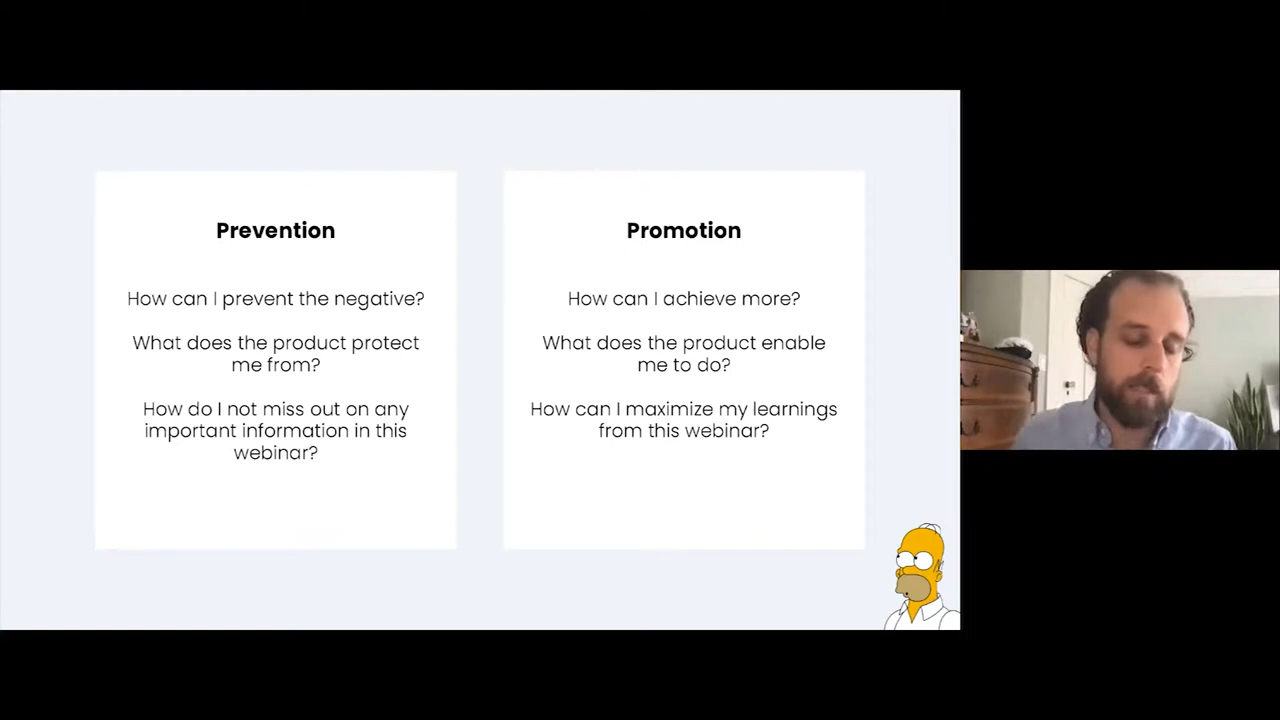 Prevention
How can I prevent the negative?
What does the product protect
me from?
How do I not miss out on any
important information in this
webinar?
Promotion
How can I achieve more?
What does the product enable
me to do?
How can I maximize my learnings
from this webinar?